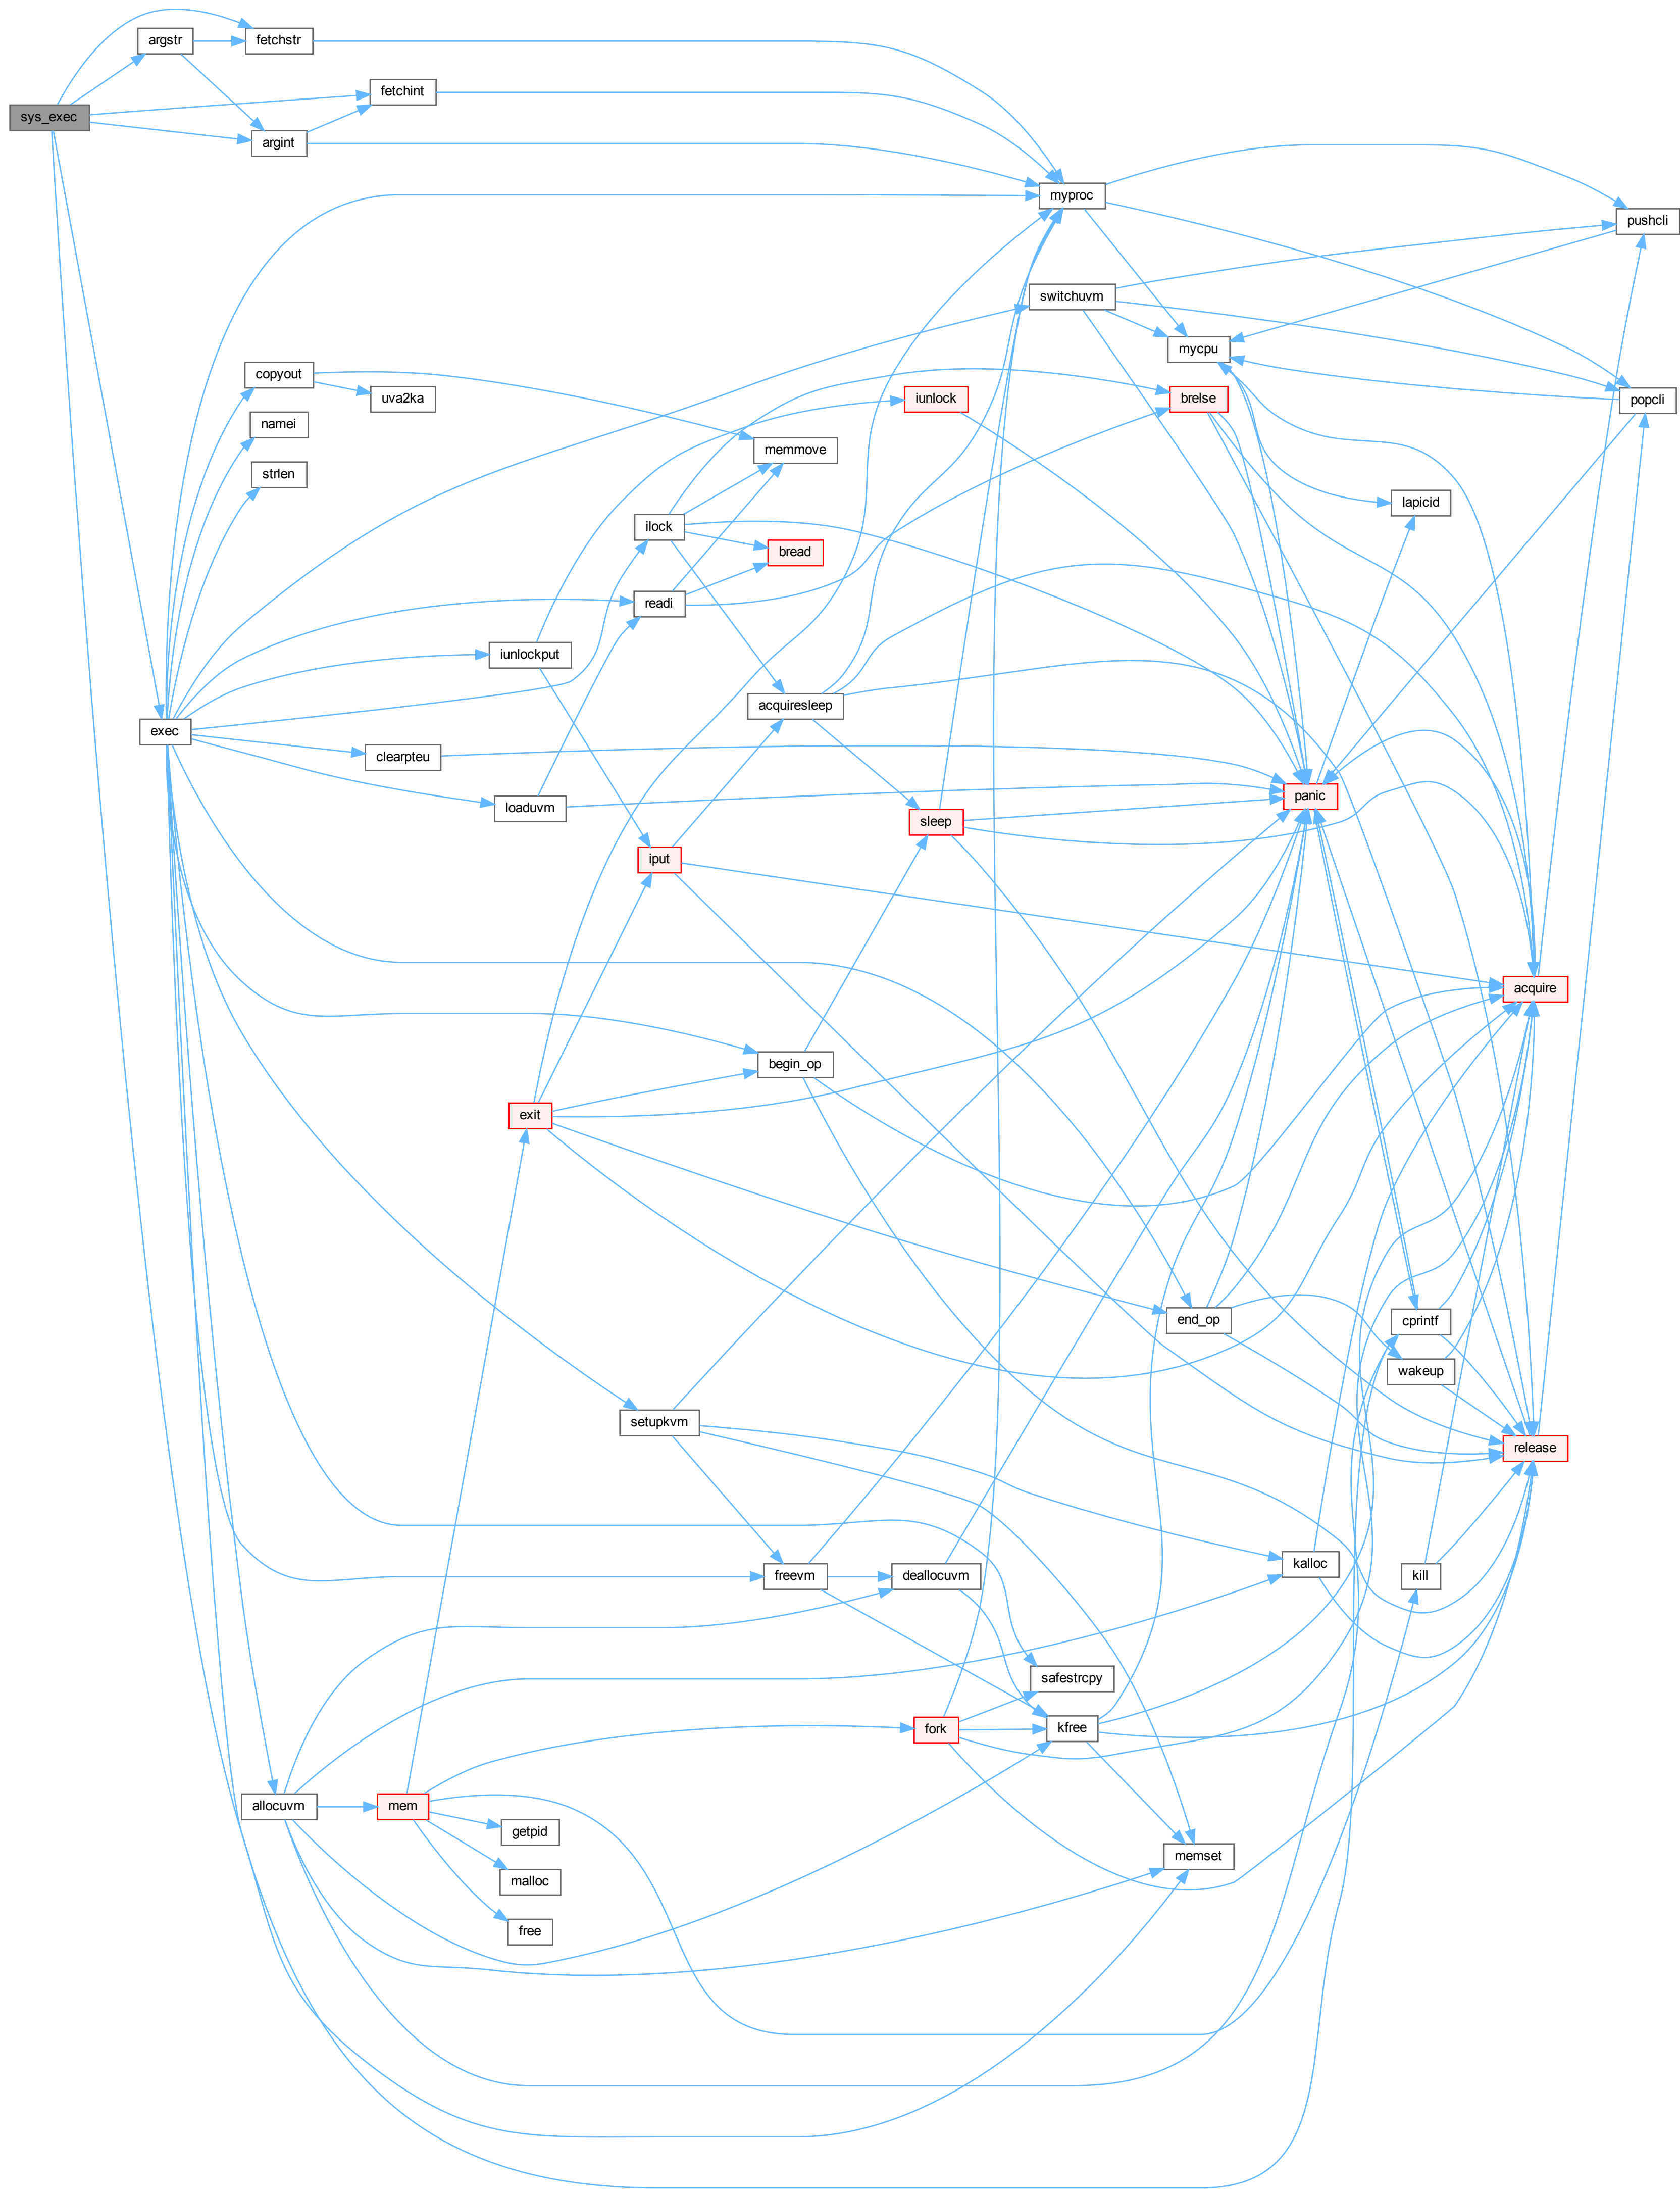 argstr
fetchstr
fetchint
sys_exec
argint
myproc
pushcli
switchuvm
mycpu
copyout
uva2ka
iunlock
brelse
popcli
namei
memmove
strlen
lapicid
ilock
bread
readi
iunlockput
acquiresleep
exec
clearpteu
panic
loaduvm
sleep
iput
acquire
begin_op
exit
end_op
cprintf
wakeup
setupkvm
release
kalloc
freevm
deallocuvm
kill
safestrcpy
fork
kfree
allocuvm
mem
getpid
memset
malloc
free